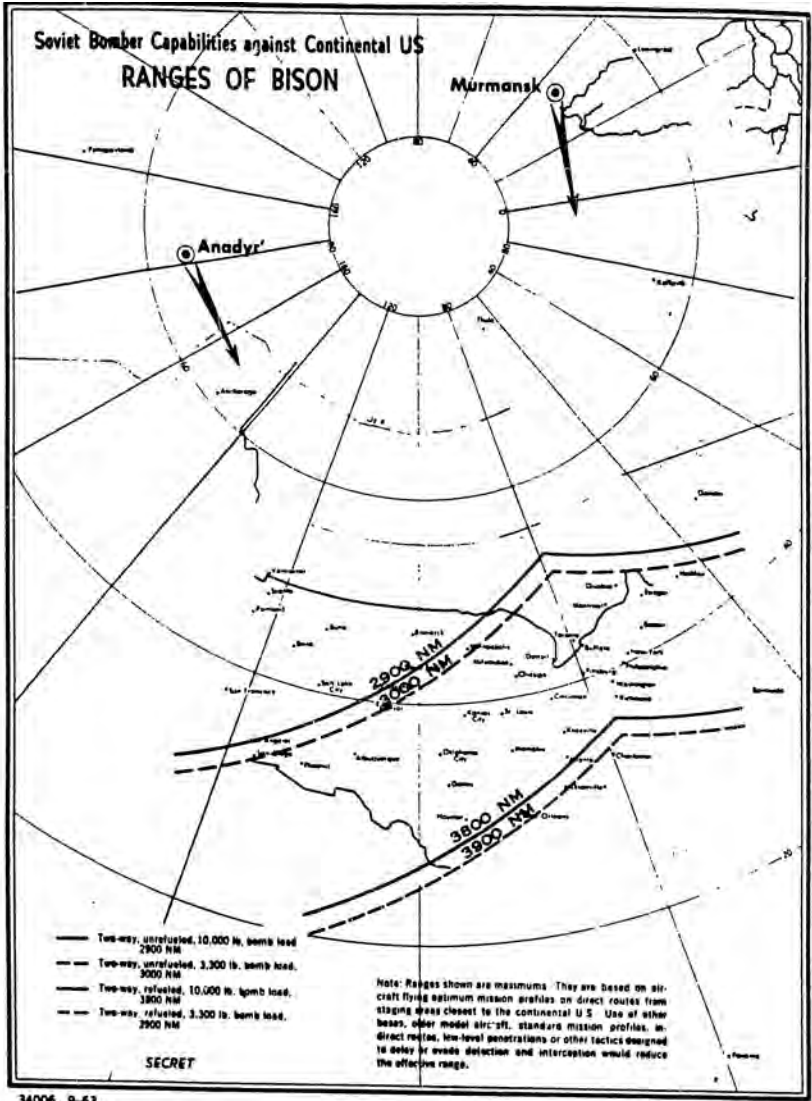 Soviet Bomber Capabilities against Continental US
RANGES OF BISON
Leningrad
Murmansk
Anadyr'
Keflavik
Thule
Anchorage
Vancouver
Seattle
Portland
Boise
Butte
Bismarck
Minneapolis
Milwaukee
Chicago
Detroit
Toronto
Buffalo
Quebec
Montreal
Halifax
Bangor
Boston
New York
Philadelphia
Pittsburgh
Washington
Cincinnati
Bermuda
San Francisco
Salt Lake
City
Kansas
City
St. Louis
Knoxville
Los Angeles
San Diego
Phoenix
Albuquerque
Oklahoma
City
Memphis
Atlanta
Charleston
Dallas
Jacksonville
Houston
Orleans
Panama
2900 NM
3000 NM
3800 NM
3900 NM
Two-way, unrefueled, 10,000 lb. bomb load
2900 NM
Two-way, unrefueled, 3,300 lb. bomb load,
3000 NM
Two-way, refueled, 10,000 lb. bomb load,
3800 NM
Two-way, refueled, 3,300 lb. bomb load,
3900 NM
Note: Ranges shown are maximums. They are based on air-
craft flying optimum mission profiles on direct routes from
staging areas closest to the continental U.S. Use of other
bases, older model aircraft, standard mission profiles, in-
direct routes, low-level penetrations or other tactics designed
to delay or evade detection and interception would reduce
the effective range.
SECRET
34006 9-63